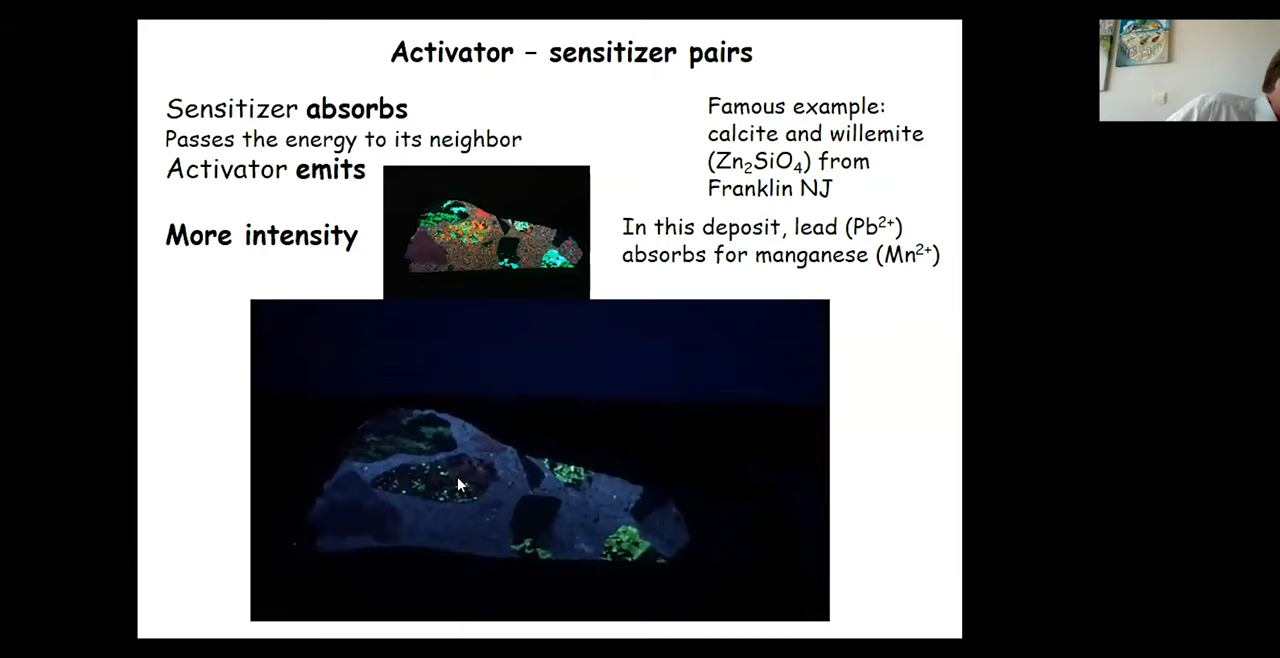 Activator – sensitizer pairs
Sensitizer absorbs
Passes the energy to its neighbor
Activator emits
More intensity
Famous example:
calcite and willemite
(Zn₂SiO₄) from
Franklin NJ
In this deposit, lead (Pb²⁺)
absorbs for manganese (Mn²⁺)